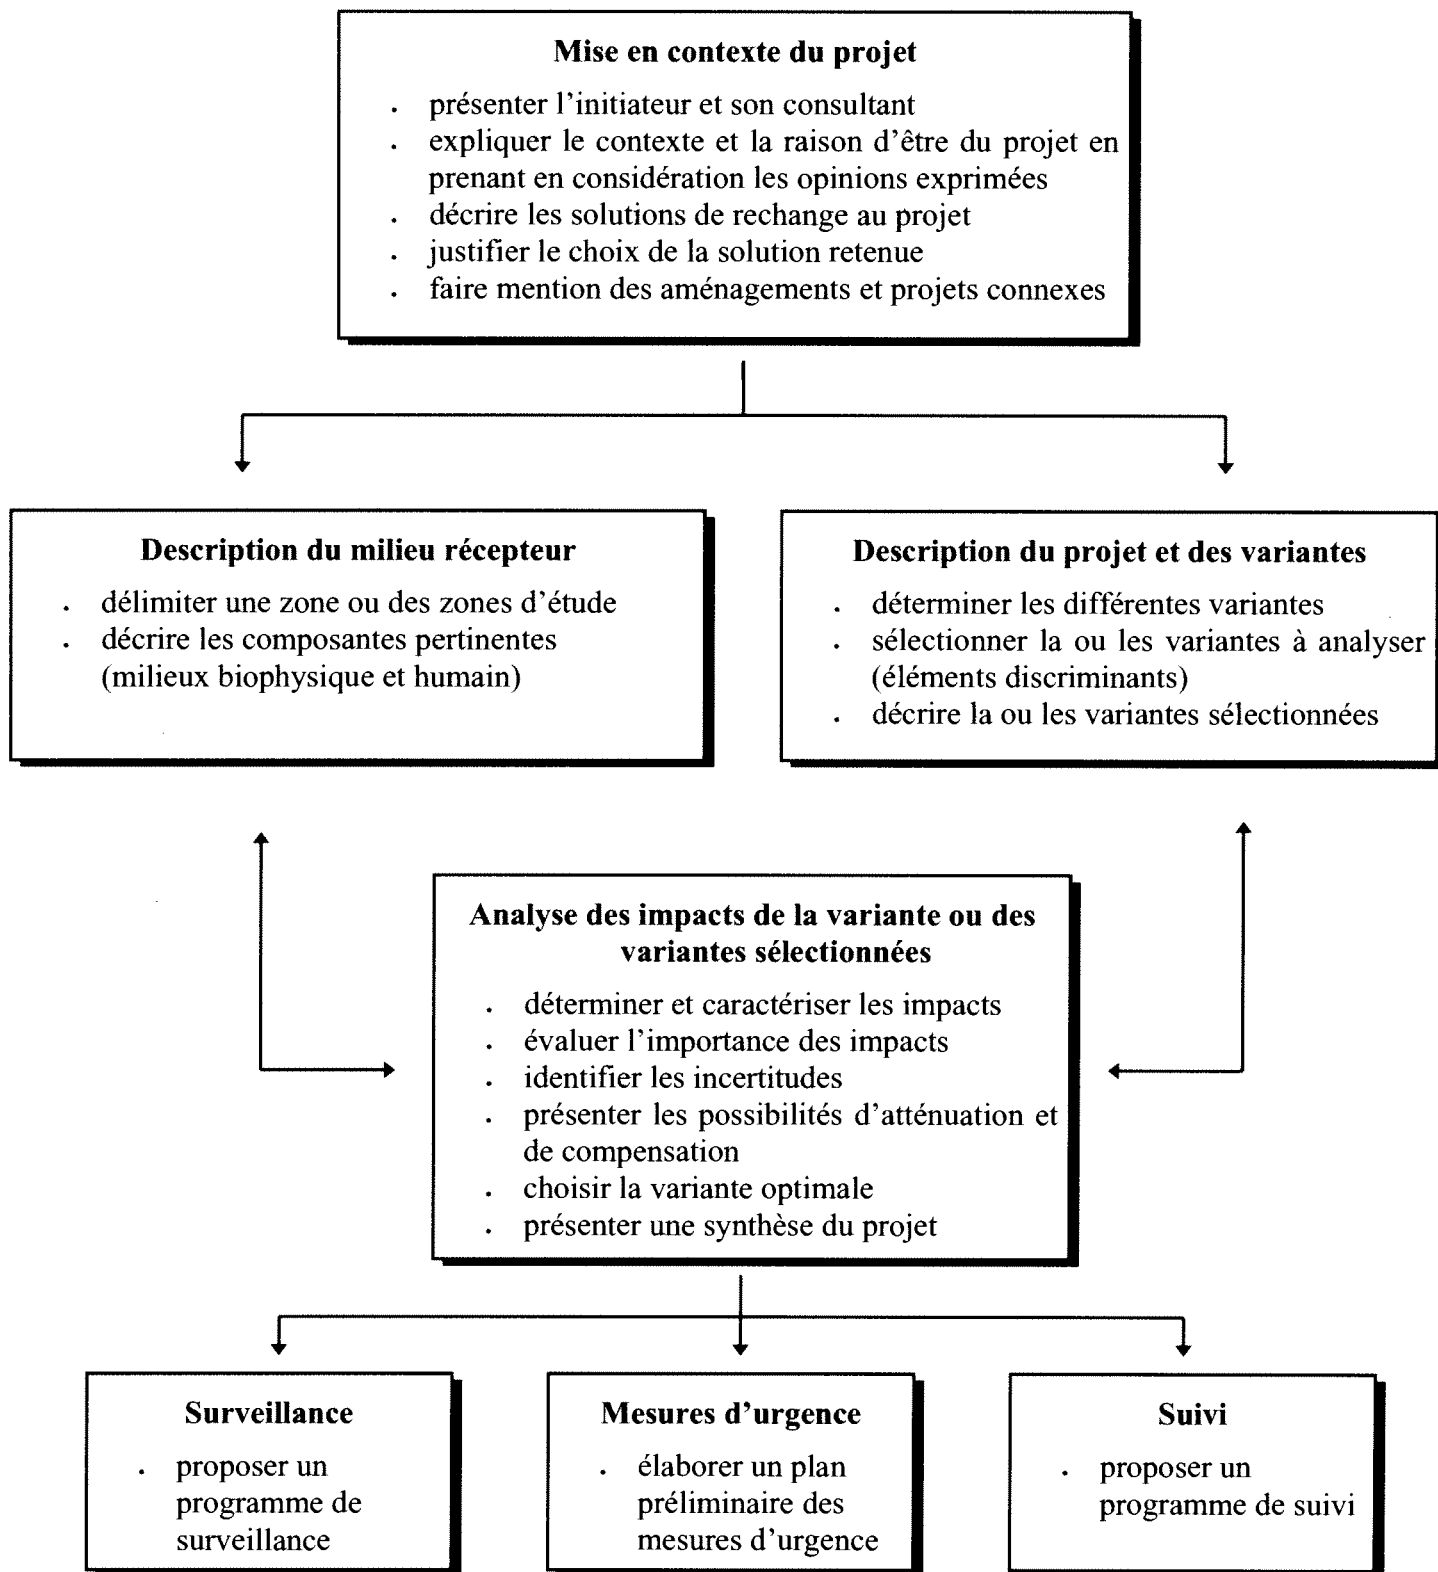 Mise en contexte du projet
. présenter l'initiateur et son consultant
. expliquer le contexte et la raison d'être du projet en
prenant en considération les opinions exprimées
. décrire les solutions de rechange au projet
. justifier le choix de la solution retenue
. faire mention des aménagements et projets connexes
Description du milieu récepteur
. délimiter une zone ou des zones d'étude
. décrire les composantes pertinentes
(milieux biophysique et humain)
Description du projet et des variantes
. déterminer les différentes variantes
. sélectionner la ou les variantes à analyser
(éléments discriminants)
. décrire la ou les variantes sélectionnées
Analyse des impacts de la variante ou des
variantes sélectionnées
. déterminer et caractériser les impacts
. évaluer l'importance des impacts
. identifier les incertitudes
. présenter les possibilités d'atténuation et
de compensation
. choisir la variante optimale
. présenter une synthèse du projet
Surveillance
. proposer un
programme de
surveillance
Mesures d'urgence
. élaborer un plan
préliminaire des
mesures d'urgence
Suivi
. proposer un
programme de suivi